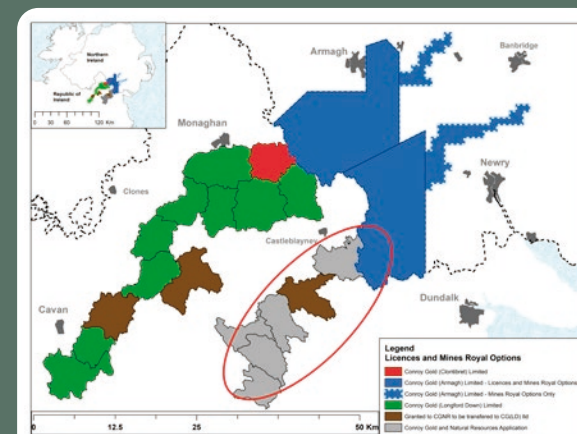 Northern
Ireland
Republic of
Ireland
0 30 60 120 Km
Armagh
Banbridge
Monaghan
Newry
Clones
Castleblayney
Cavan
Dundalk
Legend
Licences and Mines Royal Options
Conroy Gold (Clontibret) Limited
Conroy Gold (Armagh) Limited - Licences and Mines Royal Options
Conroy Gold (Armagh) Limited - Mines Royal Options Only
Conroy Gold (Longford Down) Limited
Granted to CGNR to be transferred to CG(LD) ltd
Conroy Gold and Natural Resources Application
0 12.5 25 50 Km